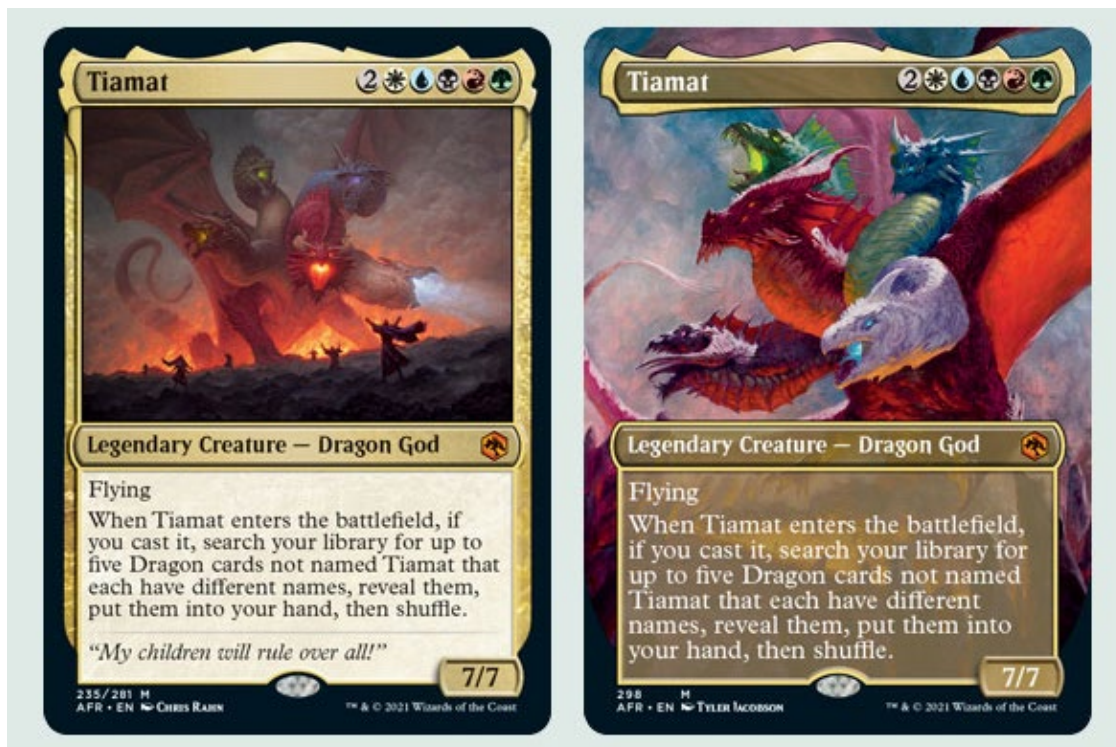 Tiamat
2
Legendary Creature — Dragon God
Flying
When Tiamat enters the battlefield, if
you cast it, search your library for up to
five Dragon cards not named Tiamat that
each have different names, reveal them,
put them into your hand, then shuffle.
“My children will rule over all!”
7/7
235/281 M
AFR • EN Chris Rahn
™ & © 2021 Wizards of the Coast
Tiamat
2
Legendary Creature — Dragon God
Flying
When Tiamat enters the battlefield,
if you cast it, search your library for
up to five Dragon cards not named
Tiamat that each have different
names, reveal them, put them into
your hand, then shuffle.
7/7
298 M
AFR • EN Tyler Jacobson
™ & © 2021 Wizards of the Coast